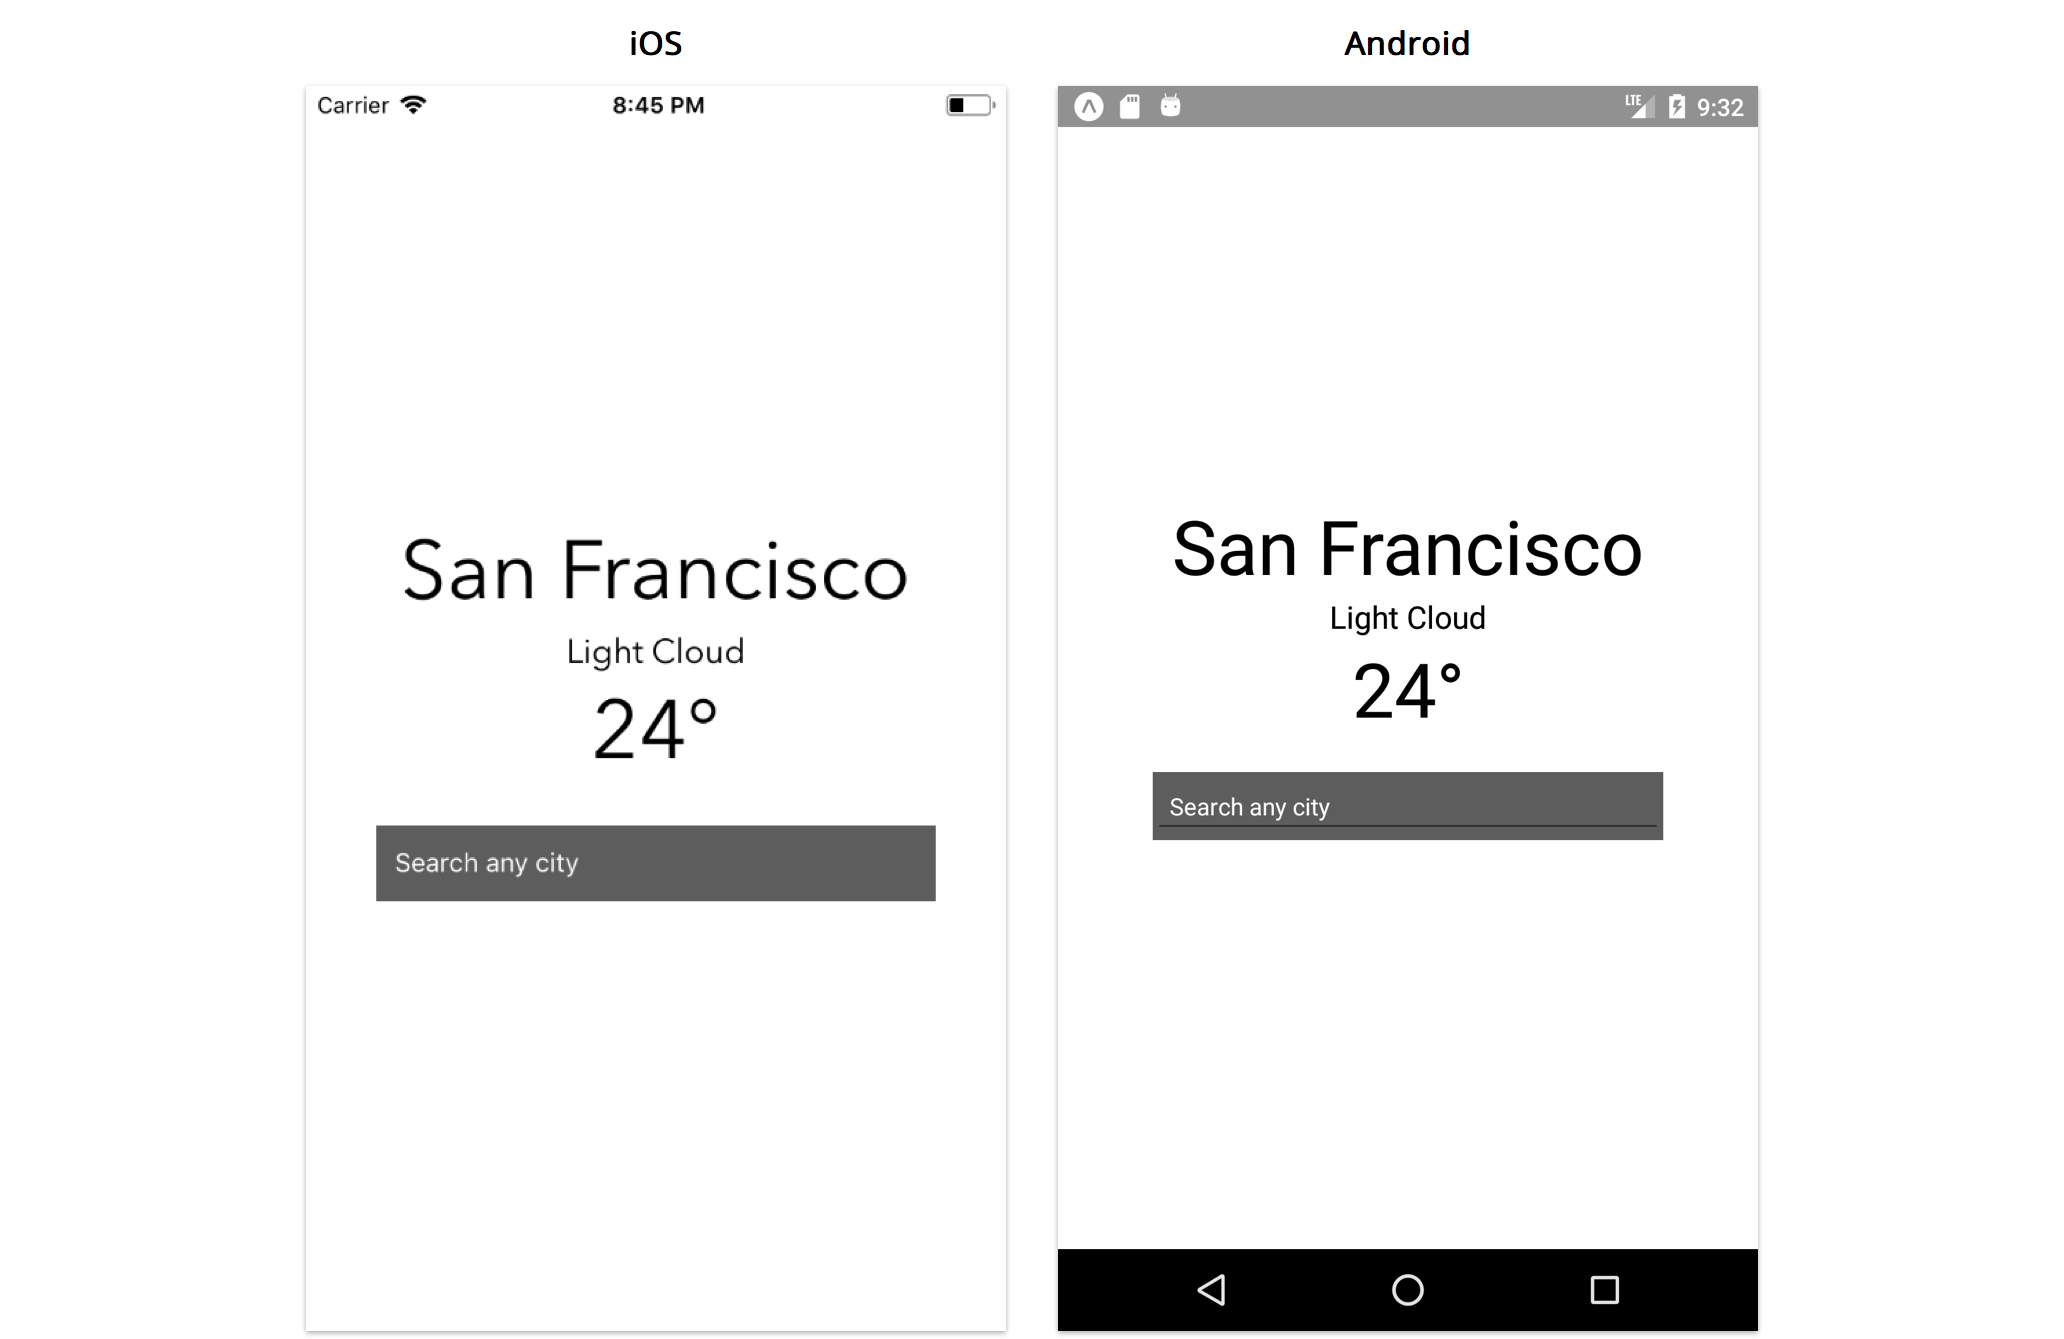 iOS
Carrier 8:45 PM
San Francisco
Light Cloud
24°
Search any city
Android
LTE 9:32
San Francisco
Light Cloud
24°
Search any city